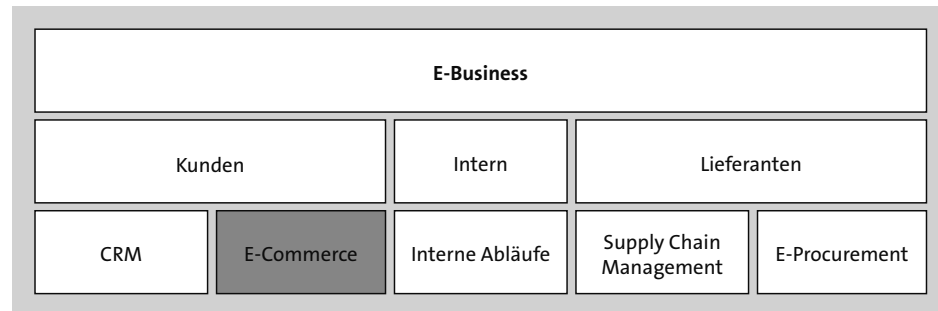 E-Business
Kunden
Intern
Lieferanten
CRM
E-Commerce
Interne Abläufe
Supply Chain
Management
E-Procurement